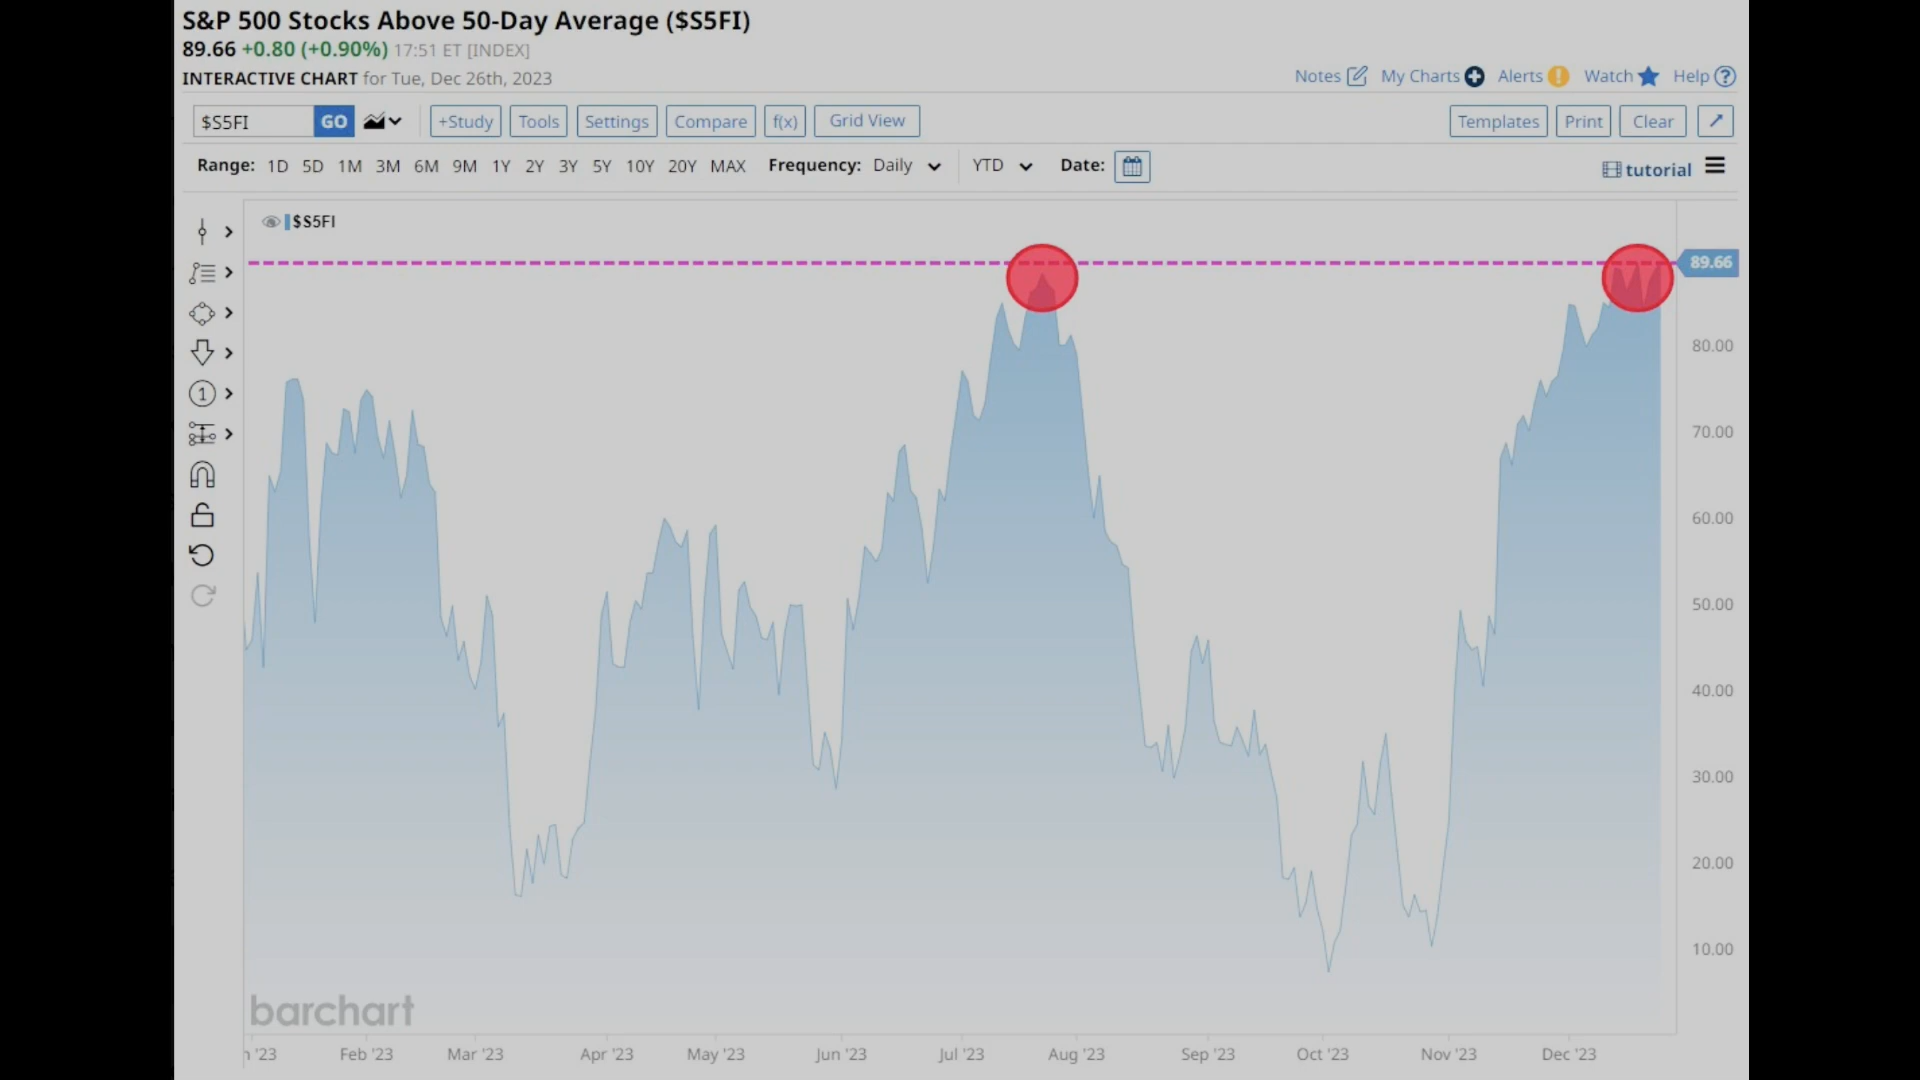 S&P 500 Stocks Above 50-Day Average ($S5FI)
89.66 +0.80 (+0.90%) 17:51 ET [INDEX]
INTERACTIVE CHART for Tue, Dec 26th, 2023
Notes My Charts Alerts Watch Help
$S5FI GO +Study Tools Settings Compare f(x) Grid View Templates Print Clear
Range: 1D 5D 1M 3M 6M 9M 1Y 2Y 3Y 5Y 10Y 20Y MAX Frequency: Daily YTD Date: tutorial
$S5FI
89.66
80.00
70.00
60.00
50.00
40.00
30.00
20.00
10.00
1
barchart
n '23 Feb '23 Mar '23 Apr '23 May '23 Jun '23 Jul '23 Aug '23 Sep '23 Oct '23 Nov '23 Dec '23